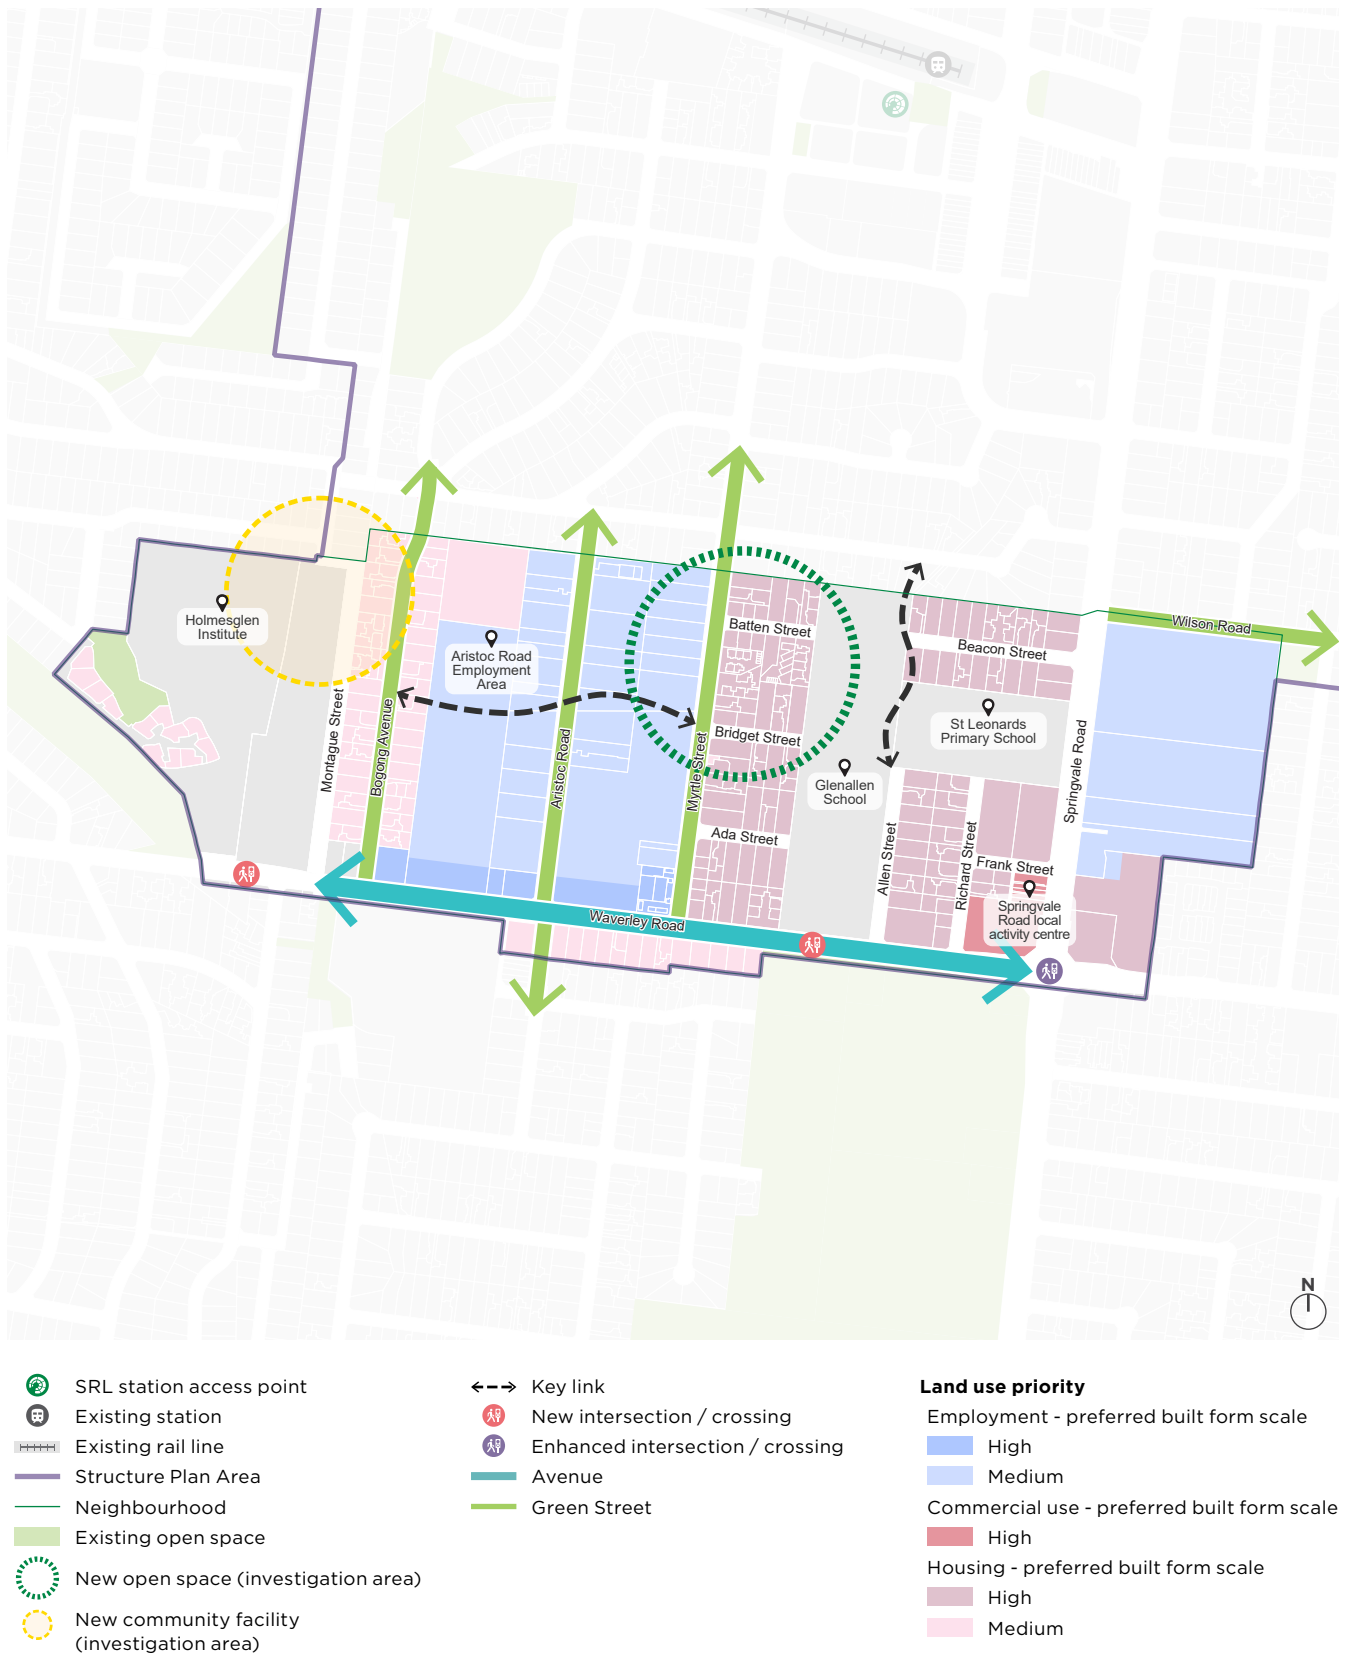 Holmesglen
Institute
Aristoc Road
Employment
Area
Batten Street
Beacon Street
Wilson Road
St Leonards
Primary School
Bridget Street
Glenallen
School
Montague Street
Bogong Avenue
Aristoc Road
Myrtle Street
Springvale Road
Ada Street
Allen Street
Richard Street
Frank Street
Springvale
Road local
activity centre
Waverley Road
N
SRL station access point
Existing station
Existing rail line
Structure Plan Area
Neighbourhood
Existing open space
New open space (investigation area)
New community facility
(investigation area)
Key link
New intersection / crossing
Enhanced intersection / crossing
Avenue
Green Street
Land use priority
Employment - preferred built form scale
High
Medium
Commercial use - preferred built form scale
High
Housing - preferred built form scale
High
Medium